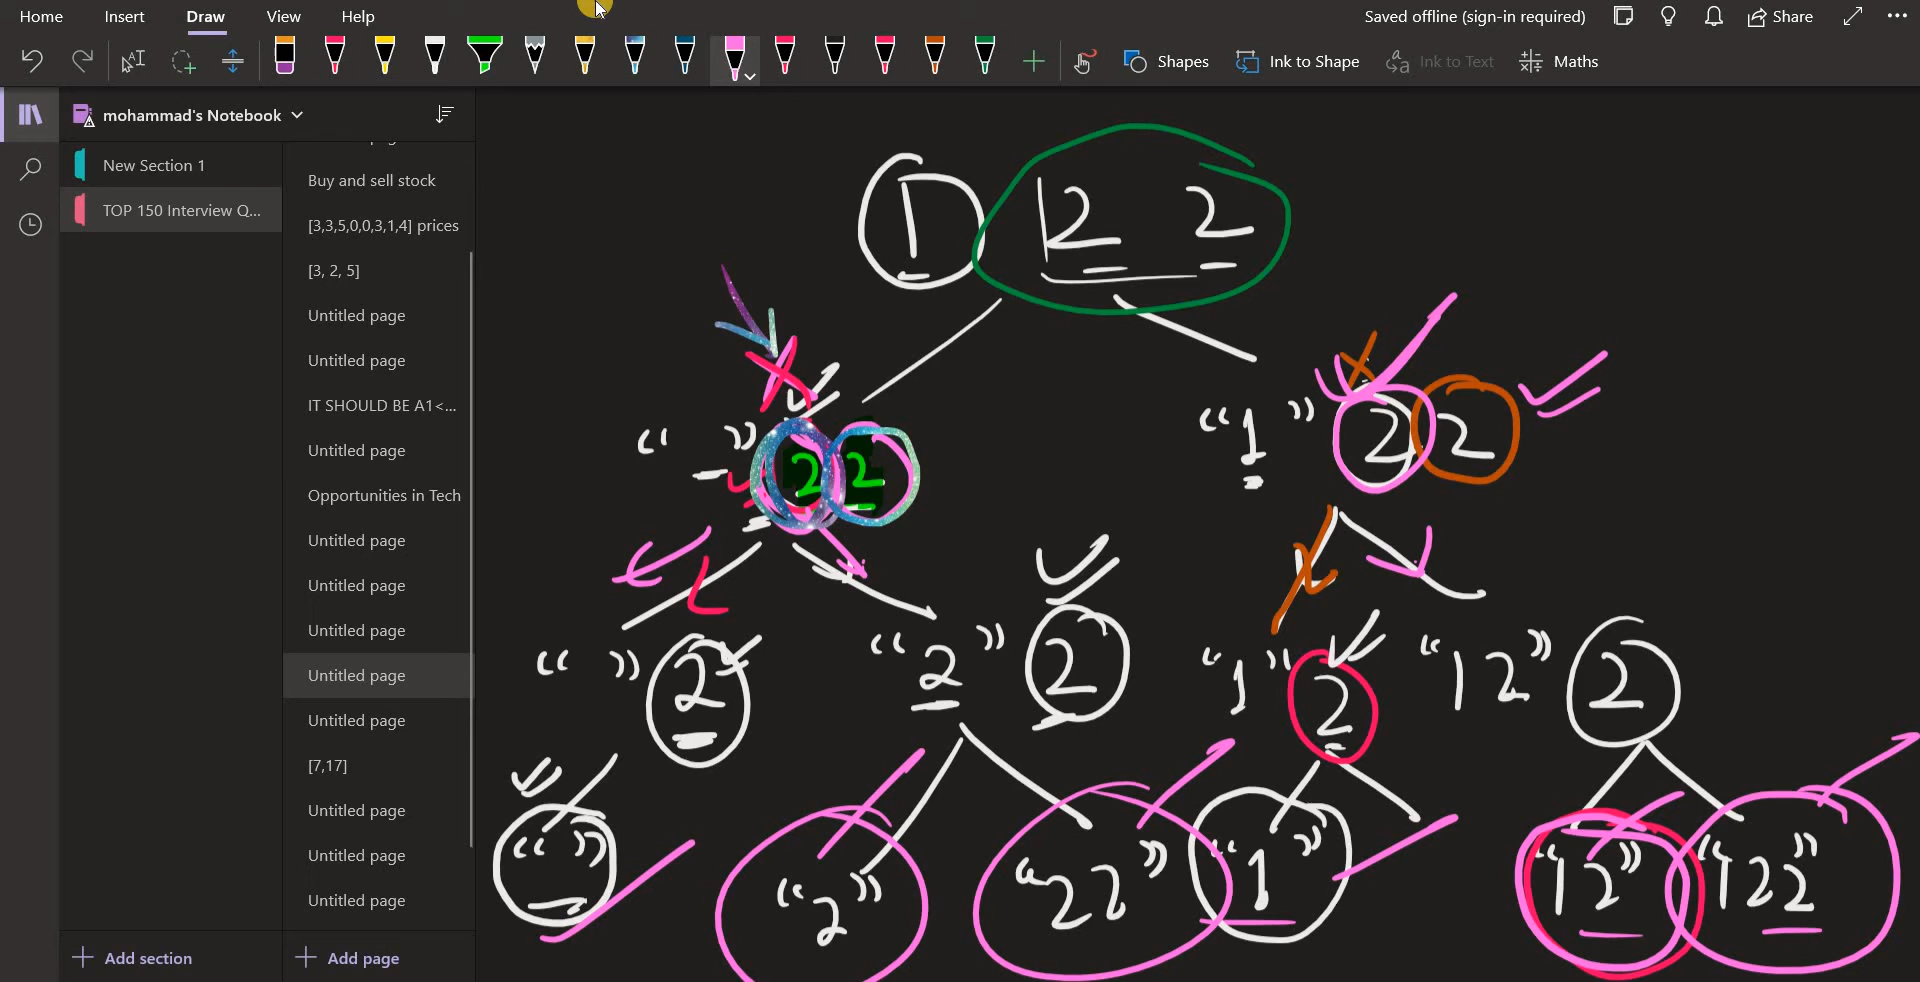 Home Insert Draw View Help Saved offline (sign-in required) Share
Shapes Ink to Shape Ink to Text Maths
mohammad's Notebook
New Section 1
TOP 150 Interview Q...
Buy and sell stock
[3,3,5,0,0,3,1,4] prices
[3, 2, 5]
Untitled page
Untitled page
IT SHOULD BE A1<...
Untitled page
Opportunities in Tech
Untitled page
Untitled page
Untitled page
Untitled page
Untitled page
[7,17]
Untitled page
Untitled page
Untitled page
Add section
Add page
1 2 2
“ ” 2 2
“1” 2 2
“ ” 2 “2” 2 “1” 2 “12” 2
“ ” “2” “22” “1” “12” “122”